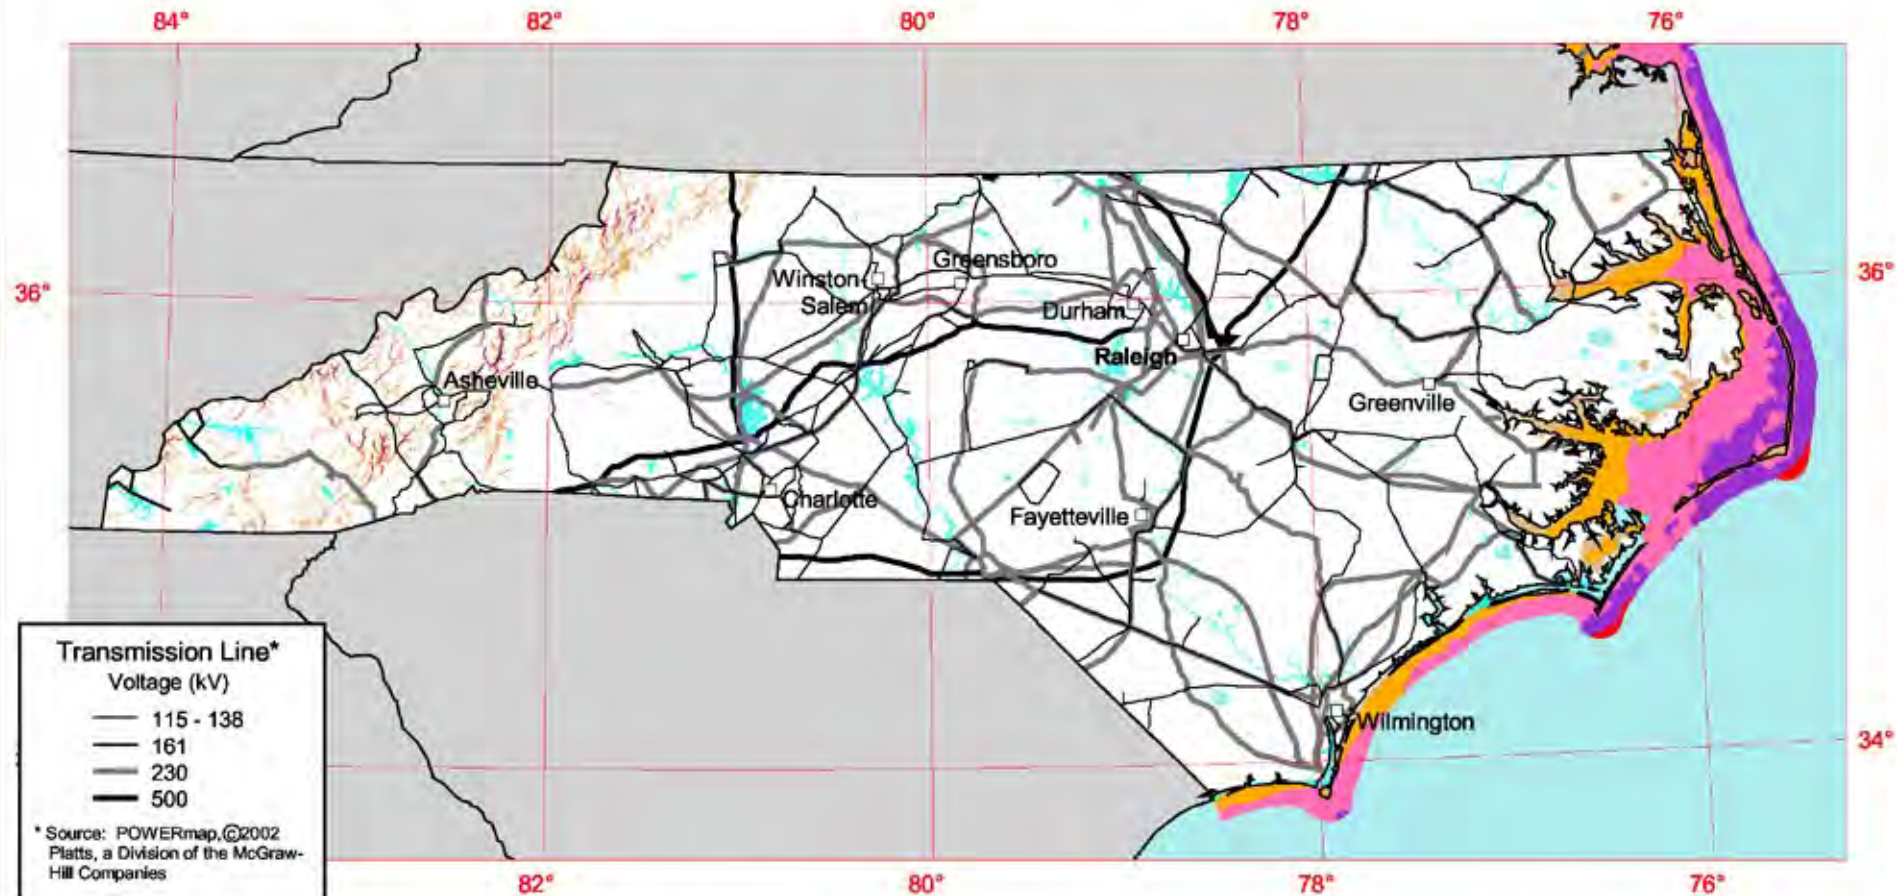 84°
82°
80°
78°
76°
36°
36°
Greensboro
Winston-
Salem
Durham
Raleigh
Asheville
Greenville
Charlotte
Fayetteville
Wilmington
34°
Transmission Line*
Voltage (kV)
115 - 138
161
230
500
* Source: POWERmap, ©2002
Platts, a Division of the McGraw-
Hill Companies
82°
80°
78°
76°